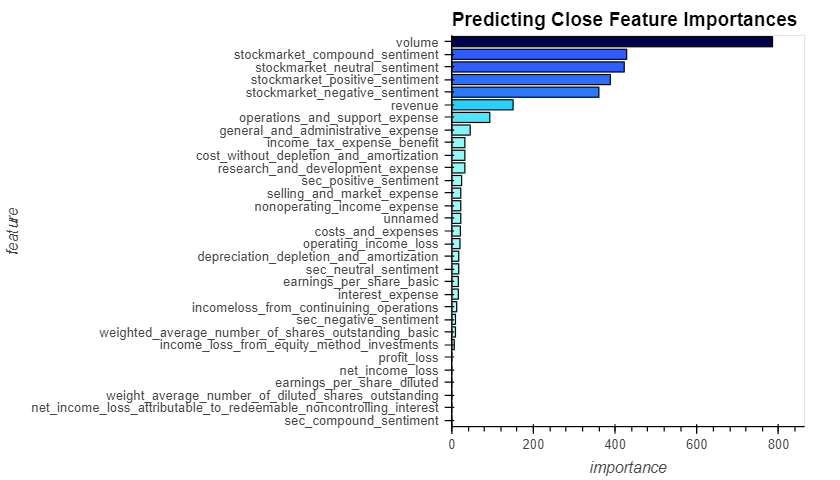 Predicting Close Feature Importances
volume
stockmarket_compound_sentiment
stockmarket_neutral_sentiment
stockmarket_positive_sentiment
stockmarket_negative_sentiment
revenue
operations_and_support_expense
general_and_administrative_expense
income_tax_expense_benefit
cost_without_depletion_and_amortization
research_and_development_expense
sec_positive_sentiment
selling_and_market_expense
nonoperating_income_expense
unnamed
costs_and_expenses
operating_income_loss
depreciation_depletion_and_amortization
sec_neutral_sentiment
earnings_per_share_basic
interest_expense
incomeloss_from_continuining_operations
sec_negative_sentiment
weighted_average_number_of_shares_outstanding_basic
income_loss_from_equity_method_investments
profit_loss
net_income_loss
earnings_per_share_diluted
weight_average_number_of_diluted_shares_outstanding
net_income_loss_attributable_to_redeemable_noncontrolling_interest
sec_compound_sentiment
feature
0 200 400 600 800
importance